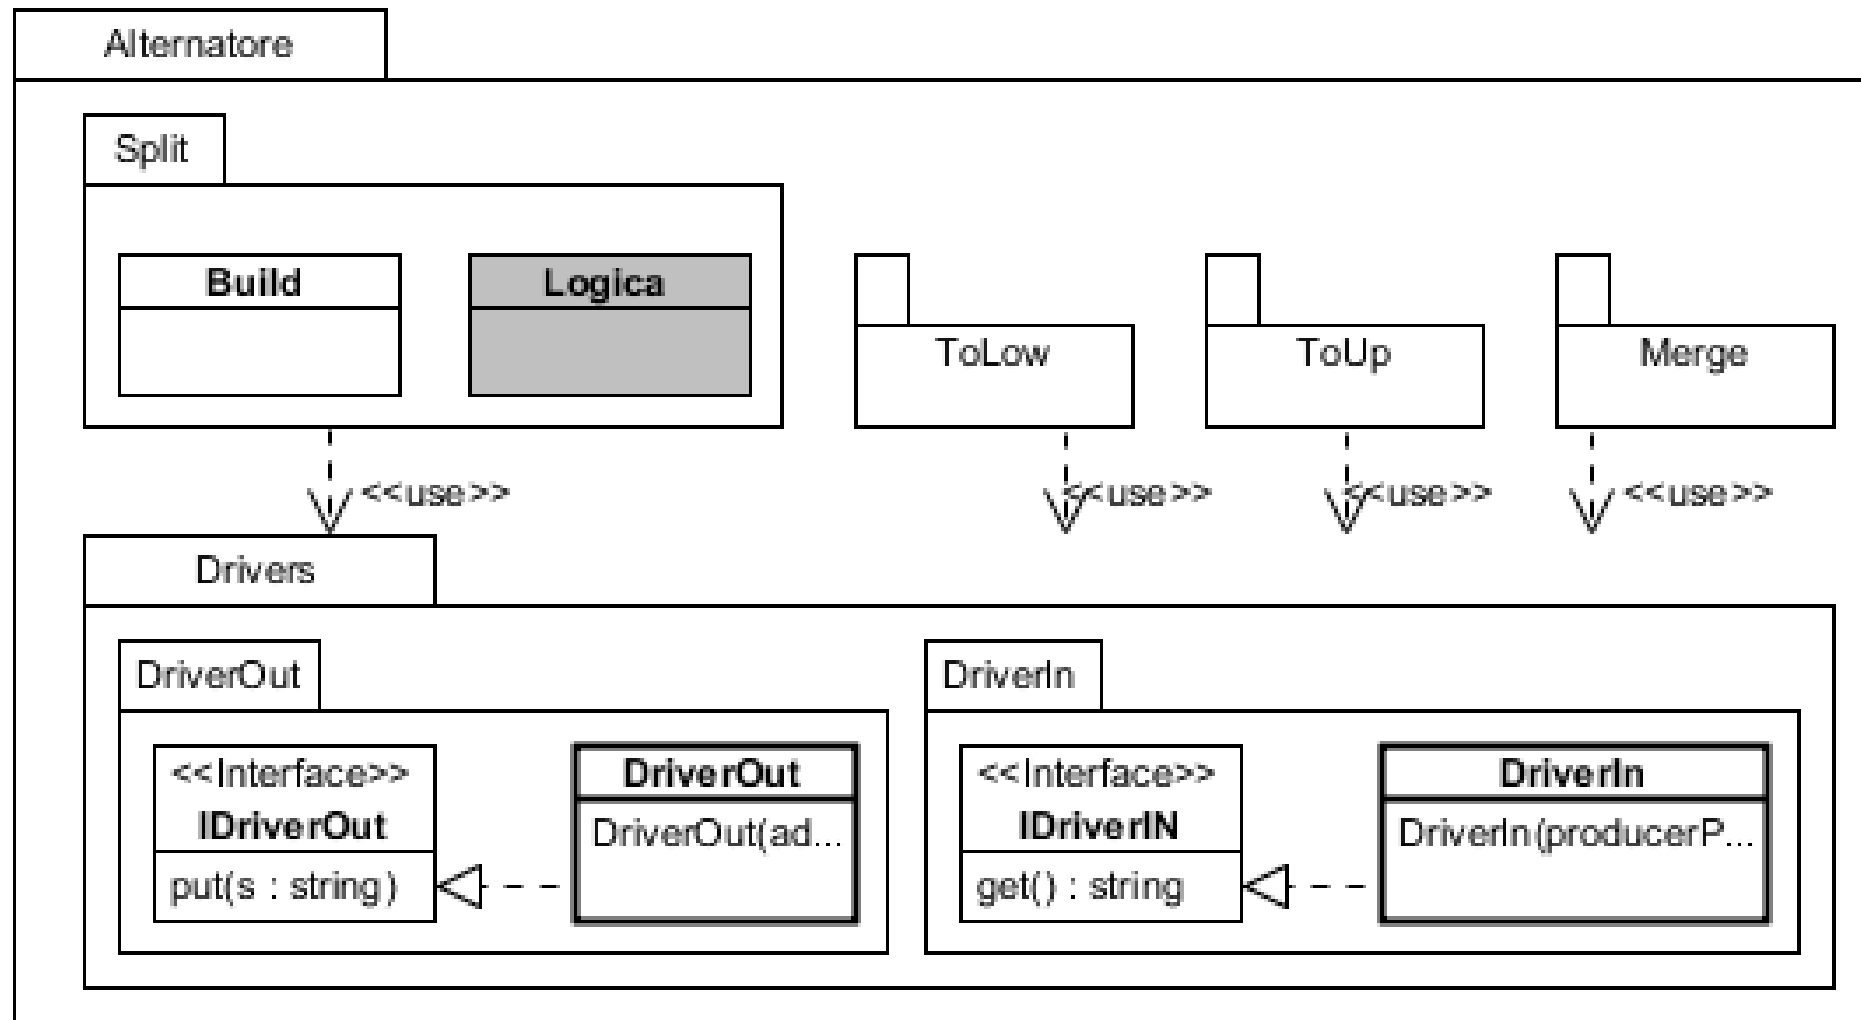 Alternatore
Split
Build
Logica
ToLow
ToUp
Merge
<<use>>
<<use>>
<<use>>
<<use>>
Drivers
DriverOut
DriverIn
<<Interface>>
IDriverOut
put(s : string)
DriverOut
DriverOut(ad...
<<Interface>>
IDriverIN
get() : string
DriverIn
DriverIn(producerP...